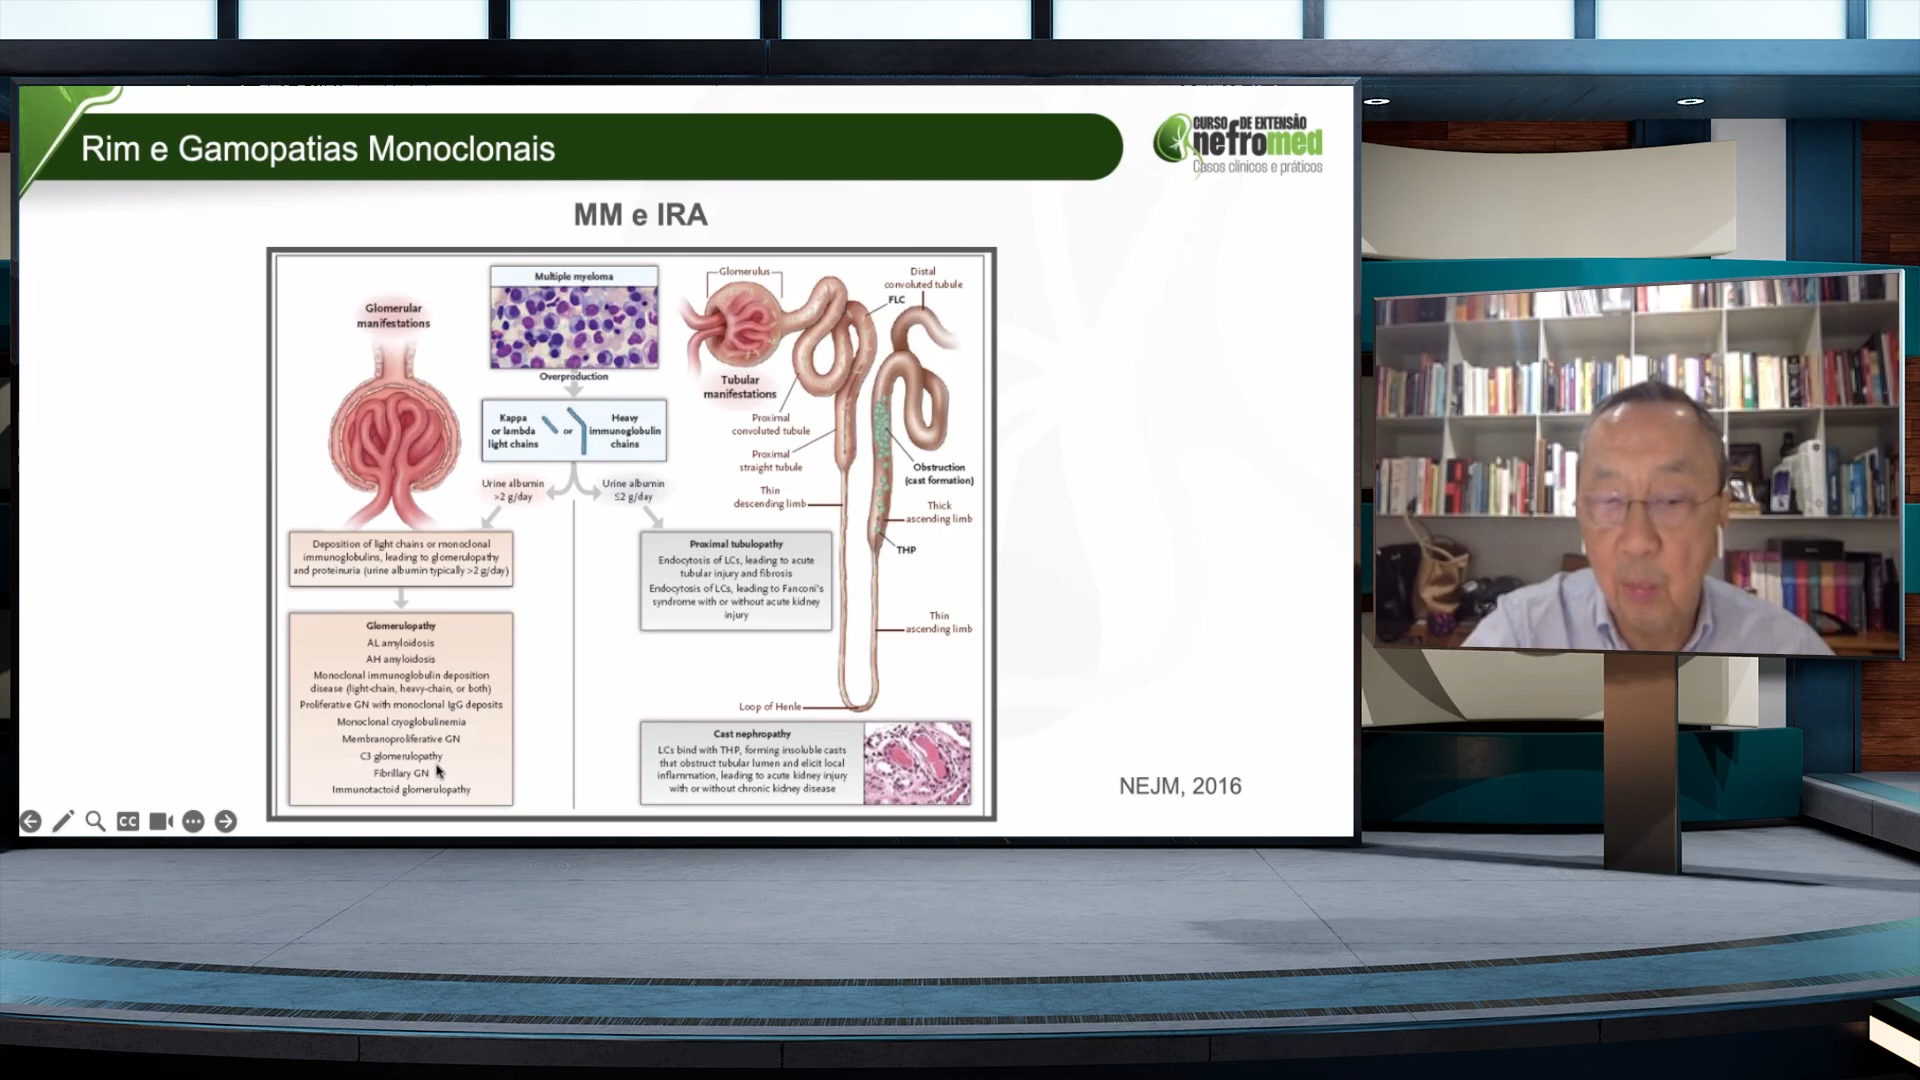 Rim e Gamopatias Monoclonais
CURSO DE EXTENSÃO
nefromed
Casos clínicos e práticos
MM e IRA
Glomerular
manifestations
Multiple myeloma
Overproduction
Kappa
or lambda
light chains
or
Heavy
immunoglobulin
chains
Urine albumin
>2 g/day
Urine albumin
≤2 g/day
Deposition of light chains or monoclonal
immunoglobulins, leading to glomerulopathy
and proteinuria (urine albumin typically >2 g/day)
Glomerulopathy
AL amyloidosis
AH amyloidosis
Monoclonal immunoglobulin deposition
disease (light-chain, heavy-chain, or both)
Proliferative GN with monoclonal IgG deposits
Monoclonal cryoglobulinemia
Membranoproliferative GN
C3 glomerulopathy
Fibrillary GN
Immunotactoid glomerulopathy
Glomerulus
Distal
convoluted tubule
FLC
Tubular
manifestations
Proximal
convoluted tubule
Proximal
straight tubule
Thin
descending limb
Obstruction
(cast formation)
Thick
ascending limb
THP
Thin
ascending limb
Loop of Henle
Proximal tubulopathy
Endocytosis of LCs, leading to acute
tubular injury and fibrosis
Endocytosis of LCs, leading to Fanconi's
syndrome with or without acute kidney
injury
Cast nephropathy
LCs bind with THP, forming insoluble casts
that obstruct tubular lumen and elicit local
inflammation, leading to acute kidney injury
with or without chronic kidney disease
NEJM, 2016
CC